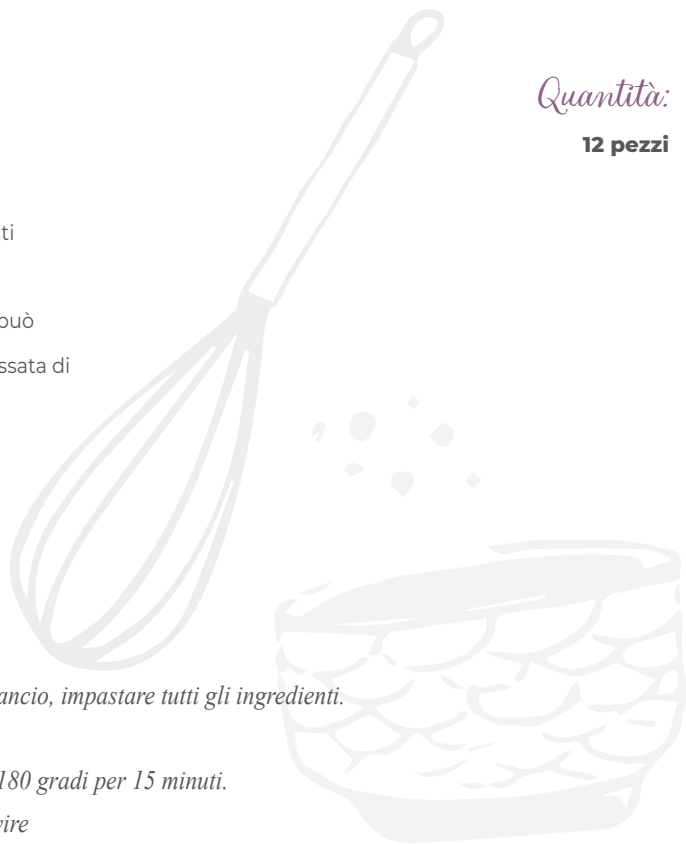 Quantità:
12 pezzi
ti
può
ssata di
ancio, impastare tutti gli ingredienti.
180 gradi per 15 minuti.
vire